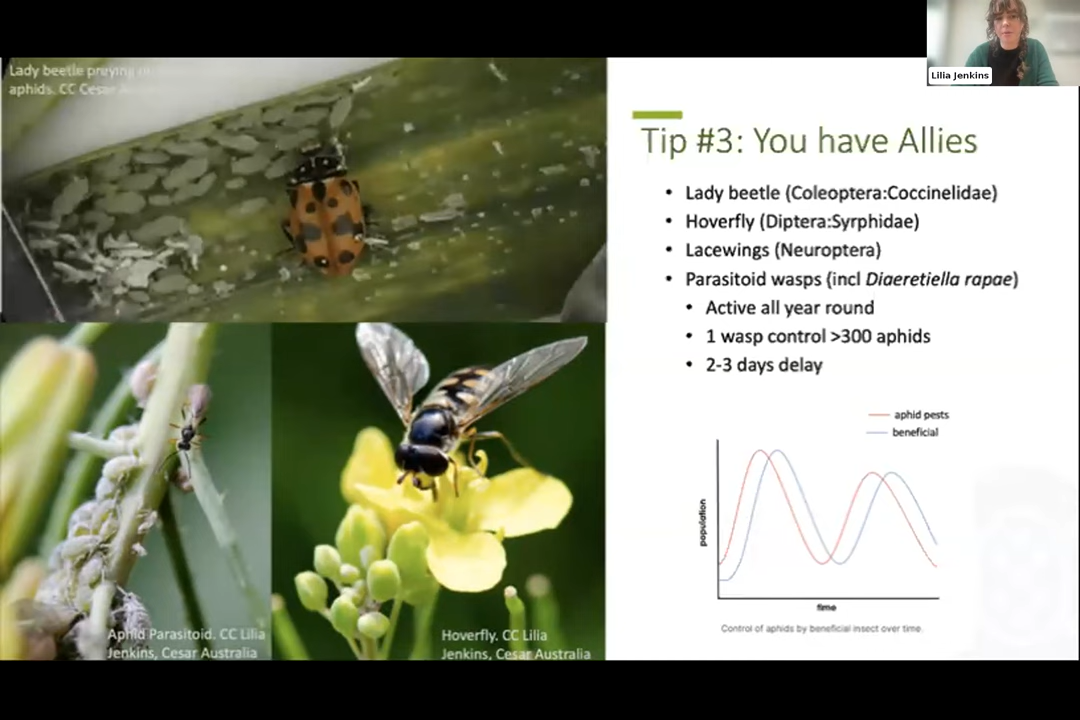 Lady beetle preying
aphids. CC Cesar
Lilia Jenkins
Tip #3: You have Allies
• Lady beetle (Coleoptera:Coccinelidae)
• Hoverfly (Diptera:Syrphidae)
• Lacewings (Neuroptera)
• Parasitoid wasps (incl Diaeretiella rapae)
• Active all year round
• 1 wasp control >300 aphids
• 2-3 days delay
aphid pests
beneficial
population
time
Control of aphids by beneficial insect over time.
Aphid Parasitoid. CC Lilia
Jenkins, Cesar Australia
Hoverfly. CC Lilia
Jenkins, Cesar Australia